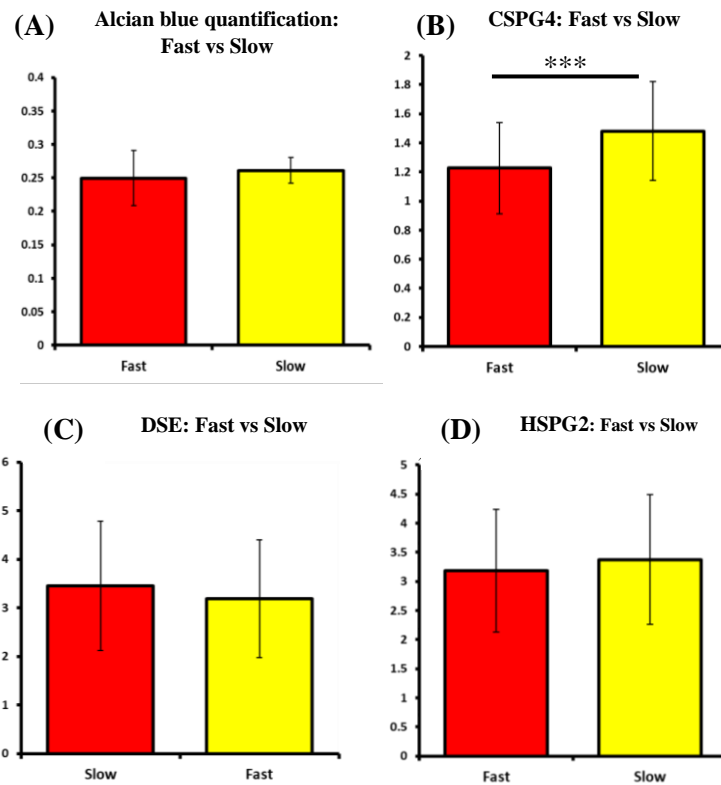 (A)
Alcian blue quantification:
Fast vs Slow
0.4
0.35
0.3
0.25
0.2
0.15
0.1
0.05
0
Fast
Slow
(B)
CSPG4: Fast vs Slow
***
2
1.8
1.6
1.4
1.2
1
0.8
0.6
0.4
0.2
0
Fast
Slow
(C)
DSE: Fast vs Slow
6
5
4
3
2
1
0
Slow
Fast
(D)
HSPG2: Fast vs Slow
5
4.5
4
3.5
3
2.5
2
1.5
1
0.5
0
Fast
Slow